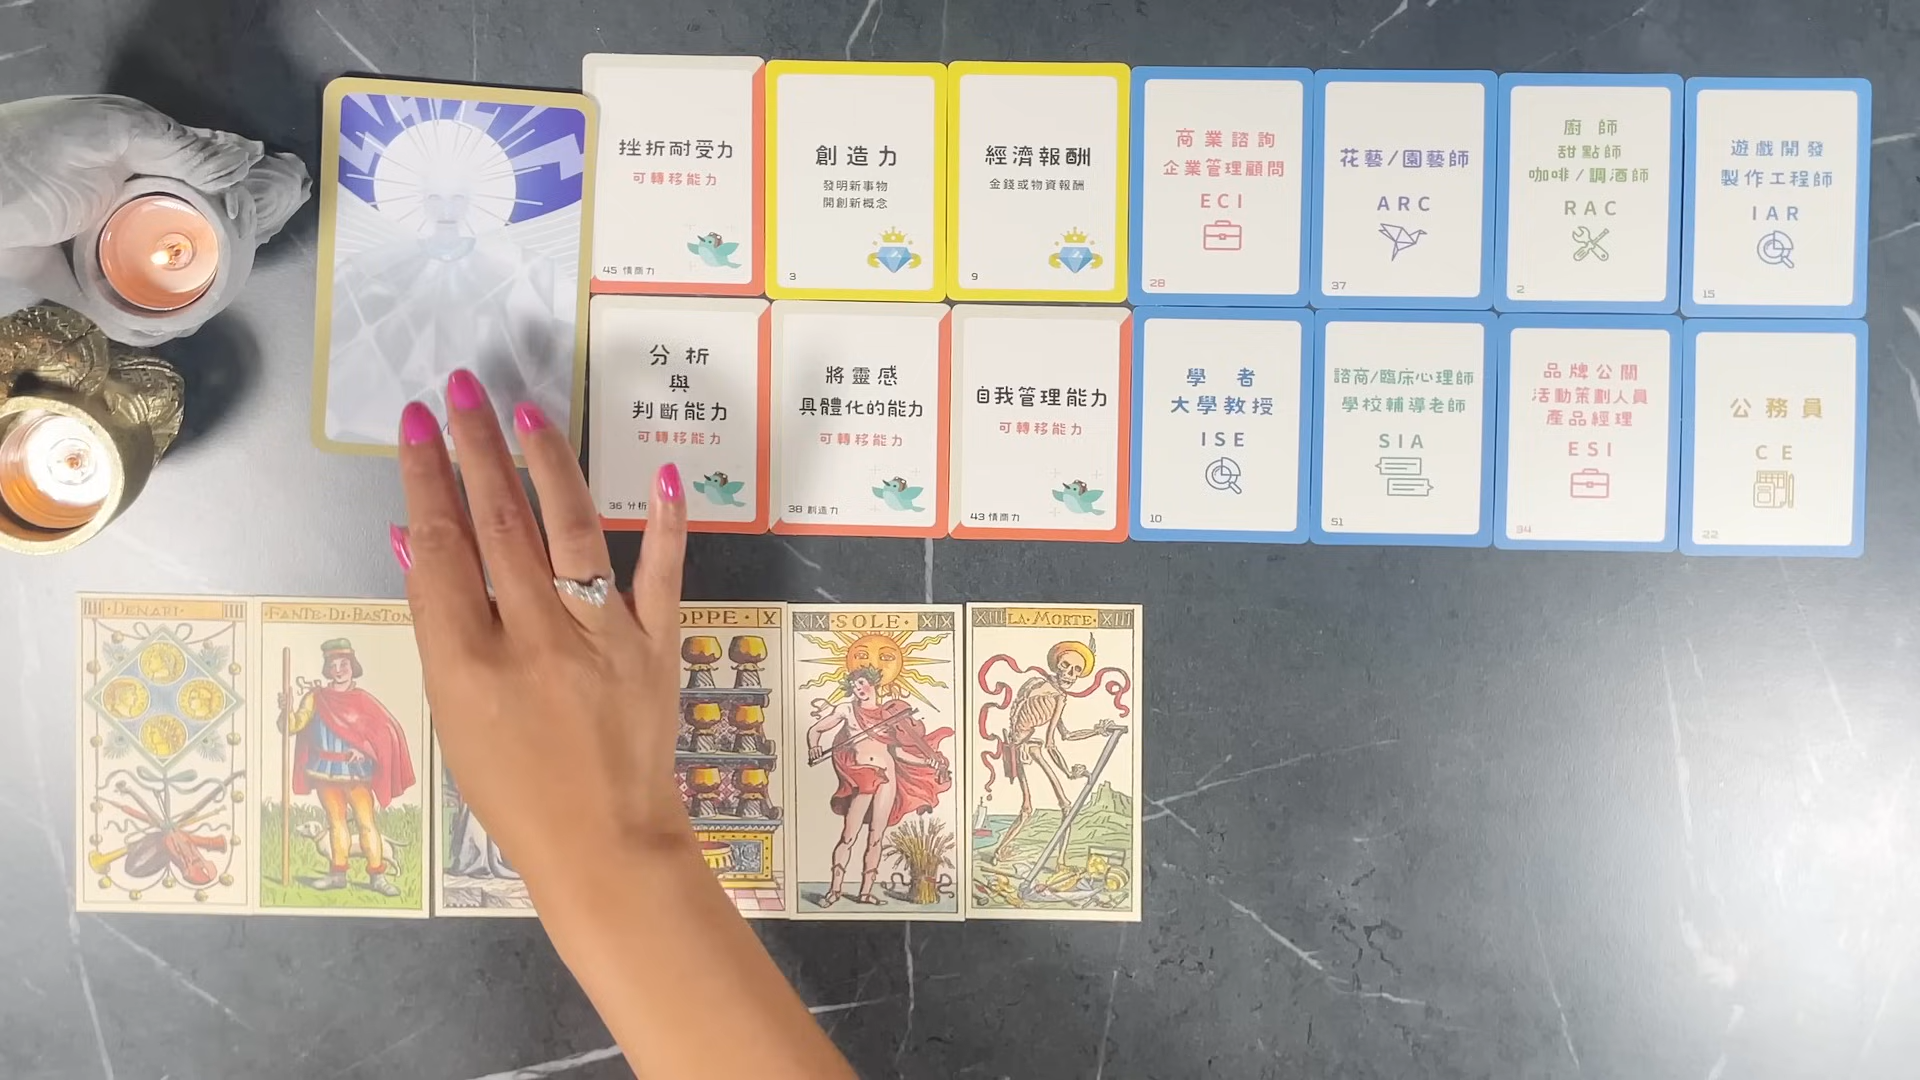 挫折耐受力
可轉移能力
45 情商力
創造力
發明新事物
開創新概念
3
經濟報酬
金錢或物資報酬
9
商業諮詢
企業管理顧問
ECI
28
花藝/園藝師
ARC
37
廚師
甜點師
咖啡/調酒師
RAC
2
遊戲開發
製作工程師
IAR
15
分析
與
判斷能力
可轉移能力
36 分析
將靈感
具體化的能力
可轉移能力
38 創造力
自我管理能力
可轉移能力
43 情商力
學者
大學教授
ISE
10
諮商/臨床心理師
學校輔導老師
SIA
51
品牌公關
活動策劃人員
產品經理
ESI
34
公務員
CE
22
IIII ·DENARI· IIII
·FANTE·DI·BASTON
OPPE · X
XIX ·SOLE· XIX
XIII LA·MORTE· XIII